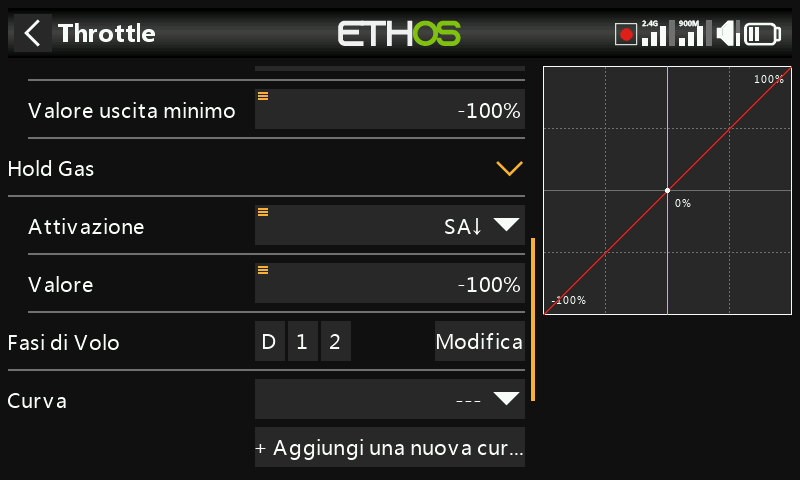 Throttle
ETHOS
2.4G
900M
Valore uscita minimo
-100%
Hold Gas
Attivazione
SA↓
Valore
-100%
Fasi di Volo
D 1 2
Modifica
Curva
---
+ Aggiungi una nuova cur...
100%
0%
-100%